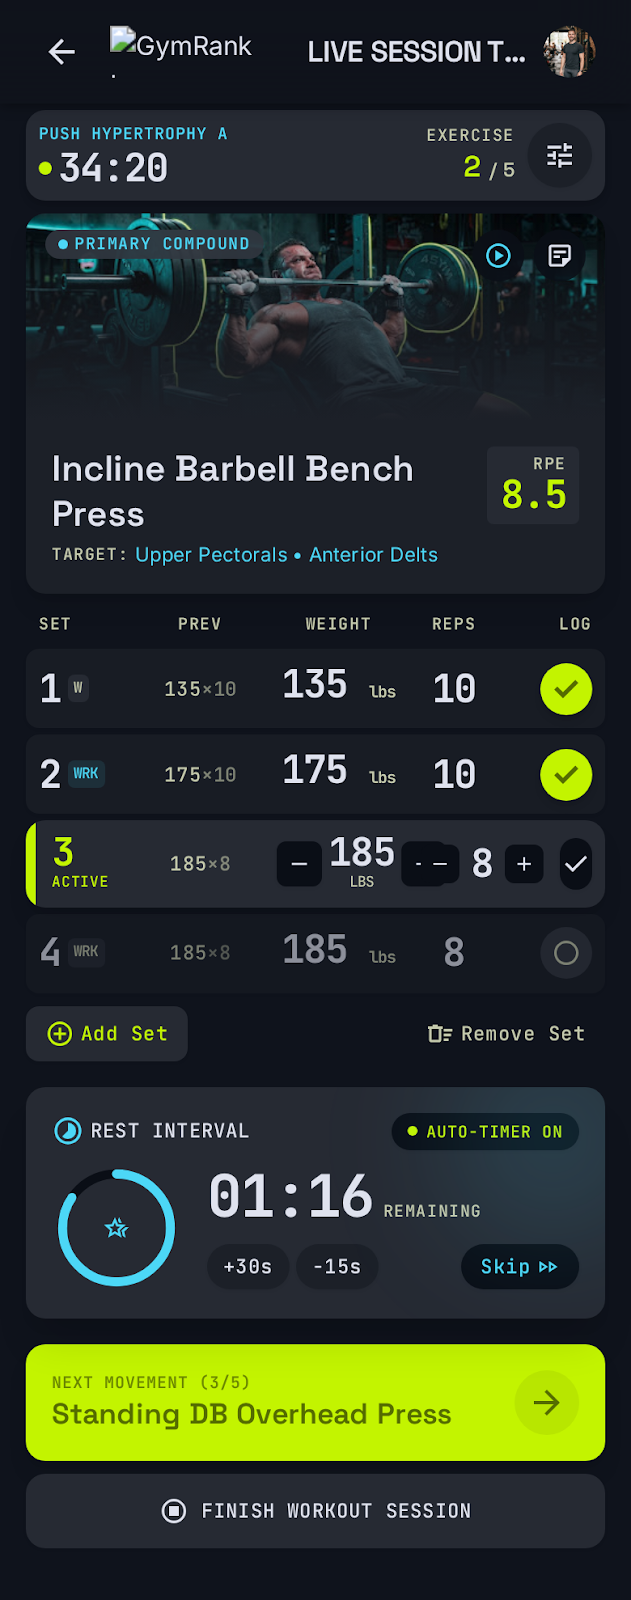 GymRank
LIVE SESSION T...
.
PUSH HYPERTROPHY A
34:20
EXERCISE
2 / 5
PRIMARY COMPOUND
Incline Barbell Bench
Press
RPE
8.5
TARGET: Upper Pectorals • Anterior Delts
SET PREV WEIGHT REPS LOG
1 W 135×10 135 lbs 10
2 WRK 175×10 175 lbs 10
3 ACTIVE 185×8 − 185 LBS - − 8 +
4 WRK 185×8 185 lbs 8
Add Set
Remove Set
REST INTERVAL
AUTO-TIMER ON
01:16 REMAINING
+30s -15s Skip
NEXT MOVEMENT (3/5)
Standing DB Overhead Press
FINISH WORKOUT SESSION